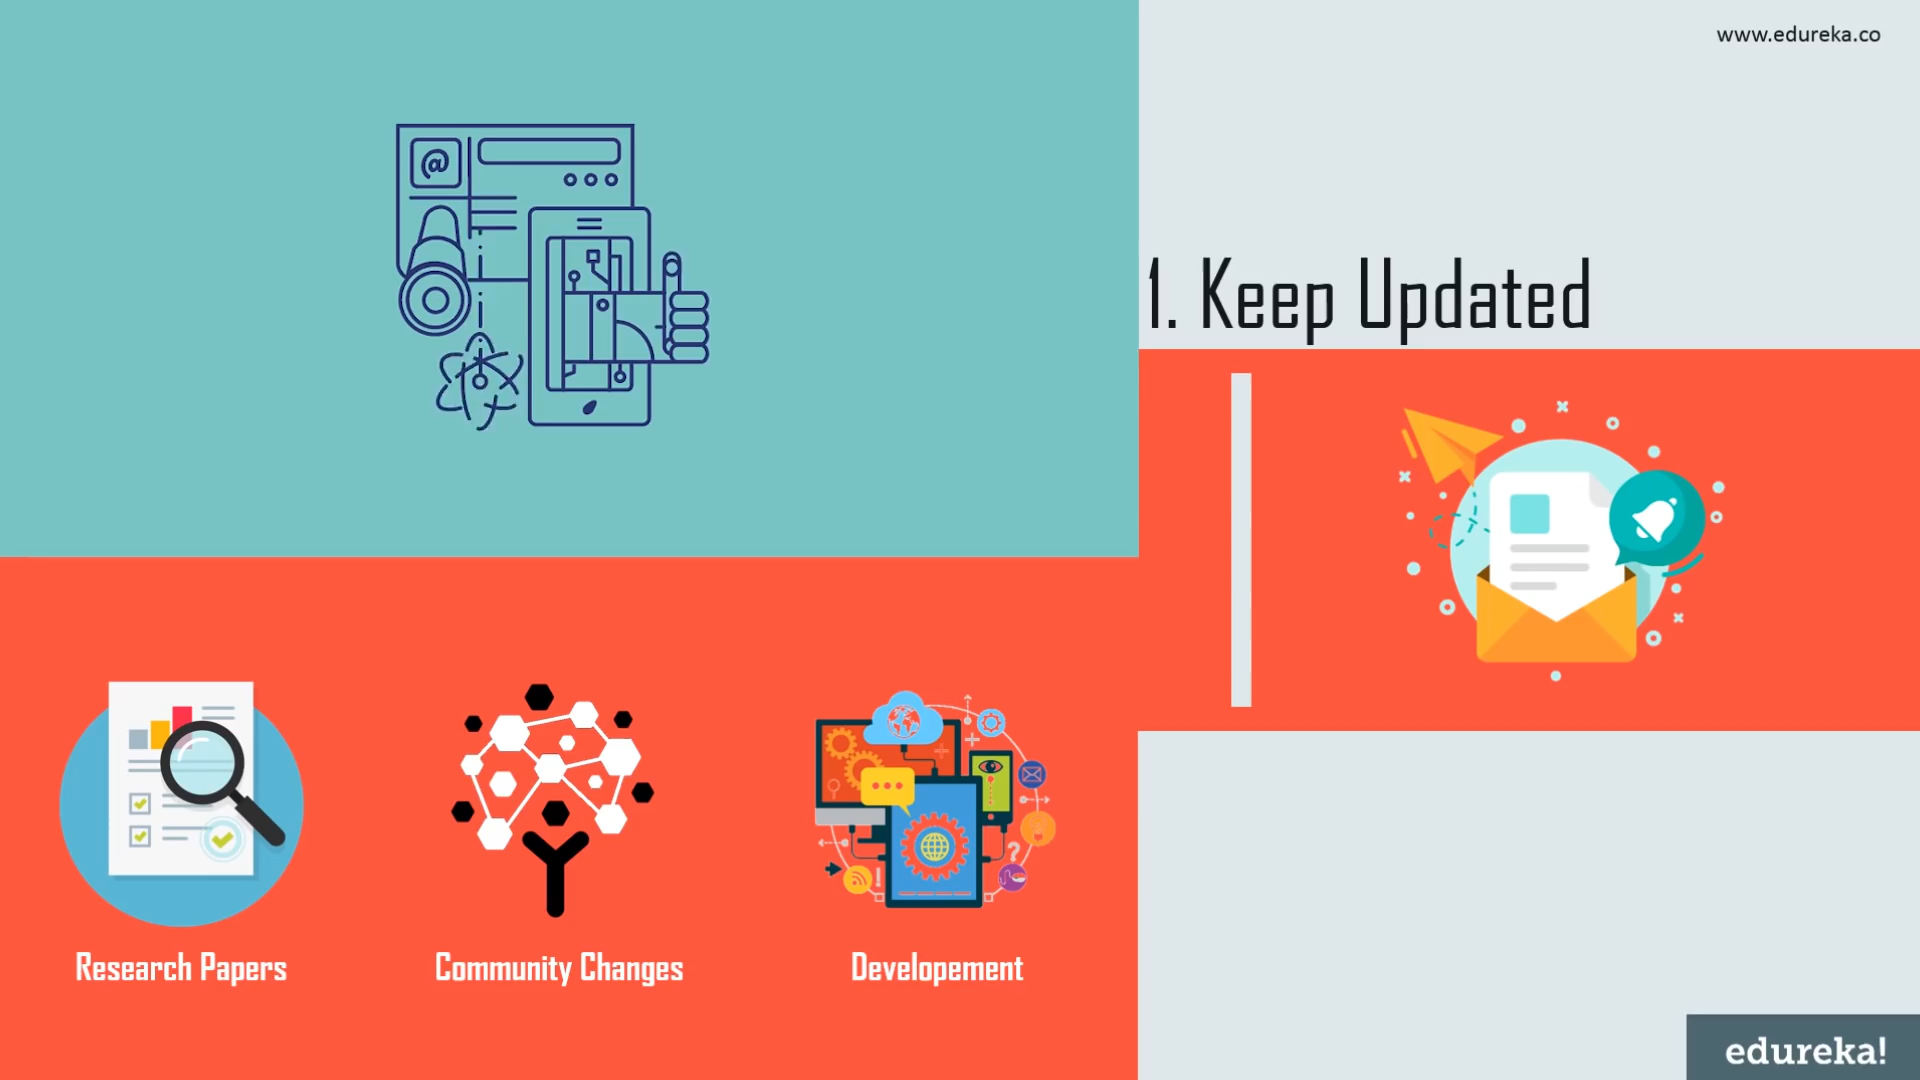 www.edureka.co
@
1. Keep Updated
Research Papers
Community Changes
Developement
edureka!